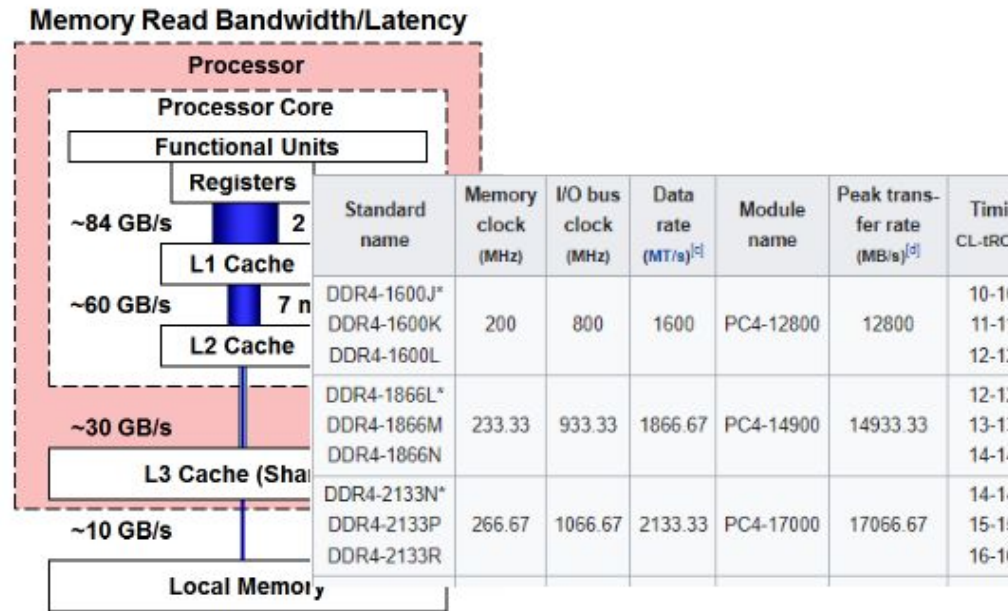 Memory Read Bandwidth/Latency
Processor
Processor Core
Functional Units
Registers
~84 GB/s 2
L1 Cache
~60 GB/s 7
L2 Cache
~30 GB/s
L3 Cache
~10 GB/s
Local Memory
Standard name Memory clock (MHz) I/O bus clock (MHz) Data rate (MT/s)[c] Module name Peak trans-fer rate (MB/s)[d] CL-
DDR4-1600J*
DDR4-1600K 200 800 1600 PC4-12800 12800
DDR4-1600L
DDR4-1866L*
DDR4-1866M 233.33 933.33 1866.67 PC4-14900 14933.33
DDR4-1866N
DDR4-2133N*
DDR4-2133P 266.67 1066.67 2133.33 PC4-17000 17066.67
DDR4-2133R